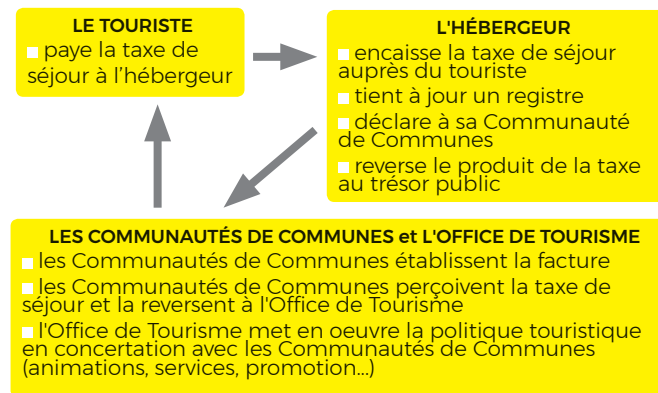 LE TOURISTE
paye la taxe de
séjour à l'hébergeur
L'HÉBERGEUR
encaisse la taxe de séjour
auprès du touriste
tient à jour un registre
déclare à sa Communauté
de Communes
reverse le produit de la taxe
au trésor public
LES COMMUNAUTÉS DE COMMUNES et L'OFFICE DE TOURISME
les Communautés de Communes établissent la facture
les Communautés de Communes perçoivent la taxe de
séjour et la reversent à l'Office de Tourisme
l'Office de Tourisme met en oeuvre la politique touristique
en concertation avec les Communautés de Communes
(animations, services, promotion...)